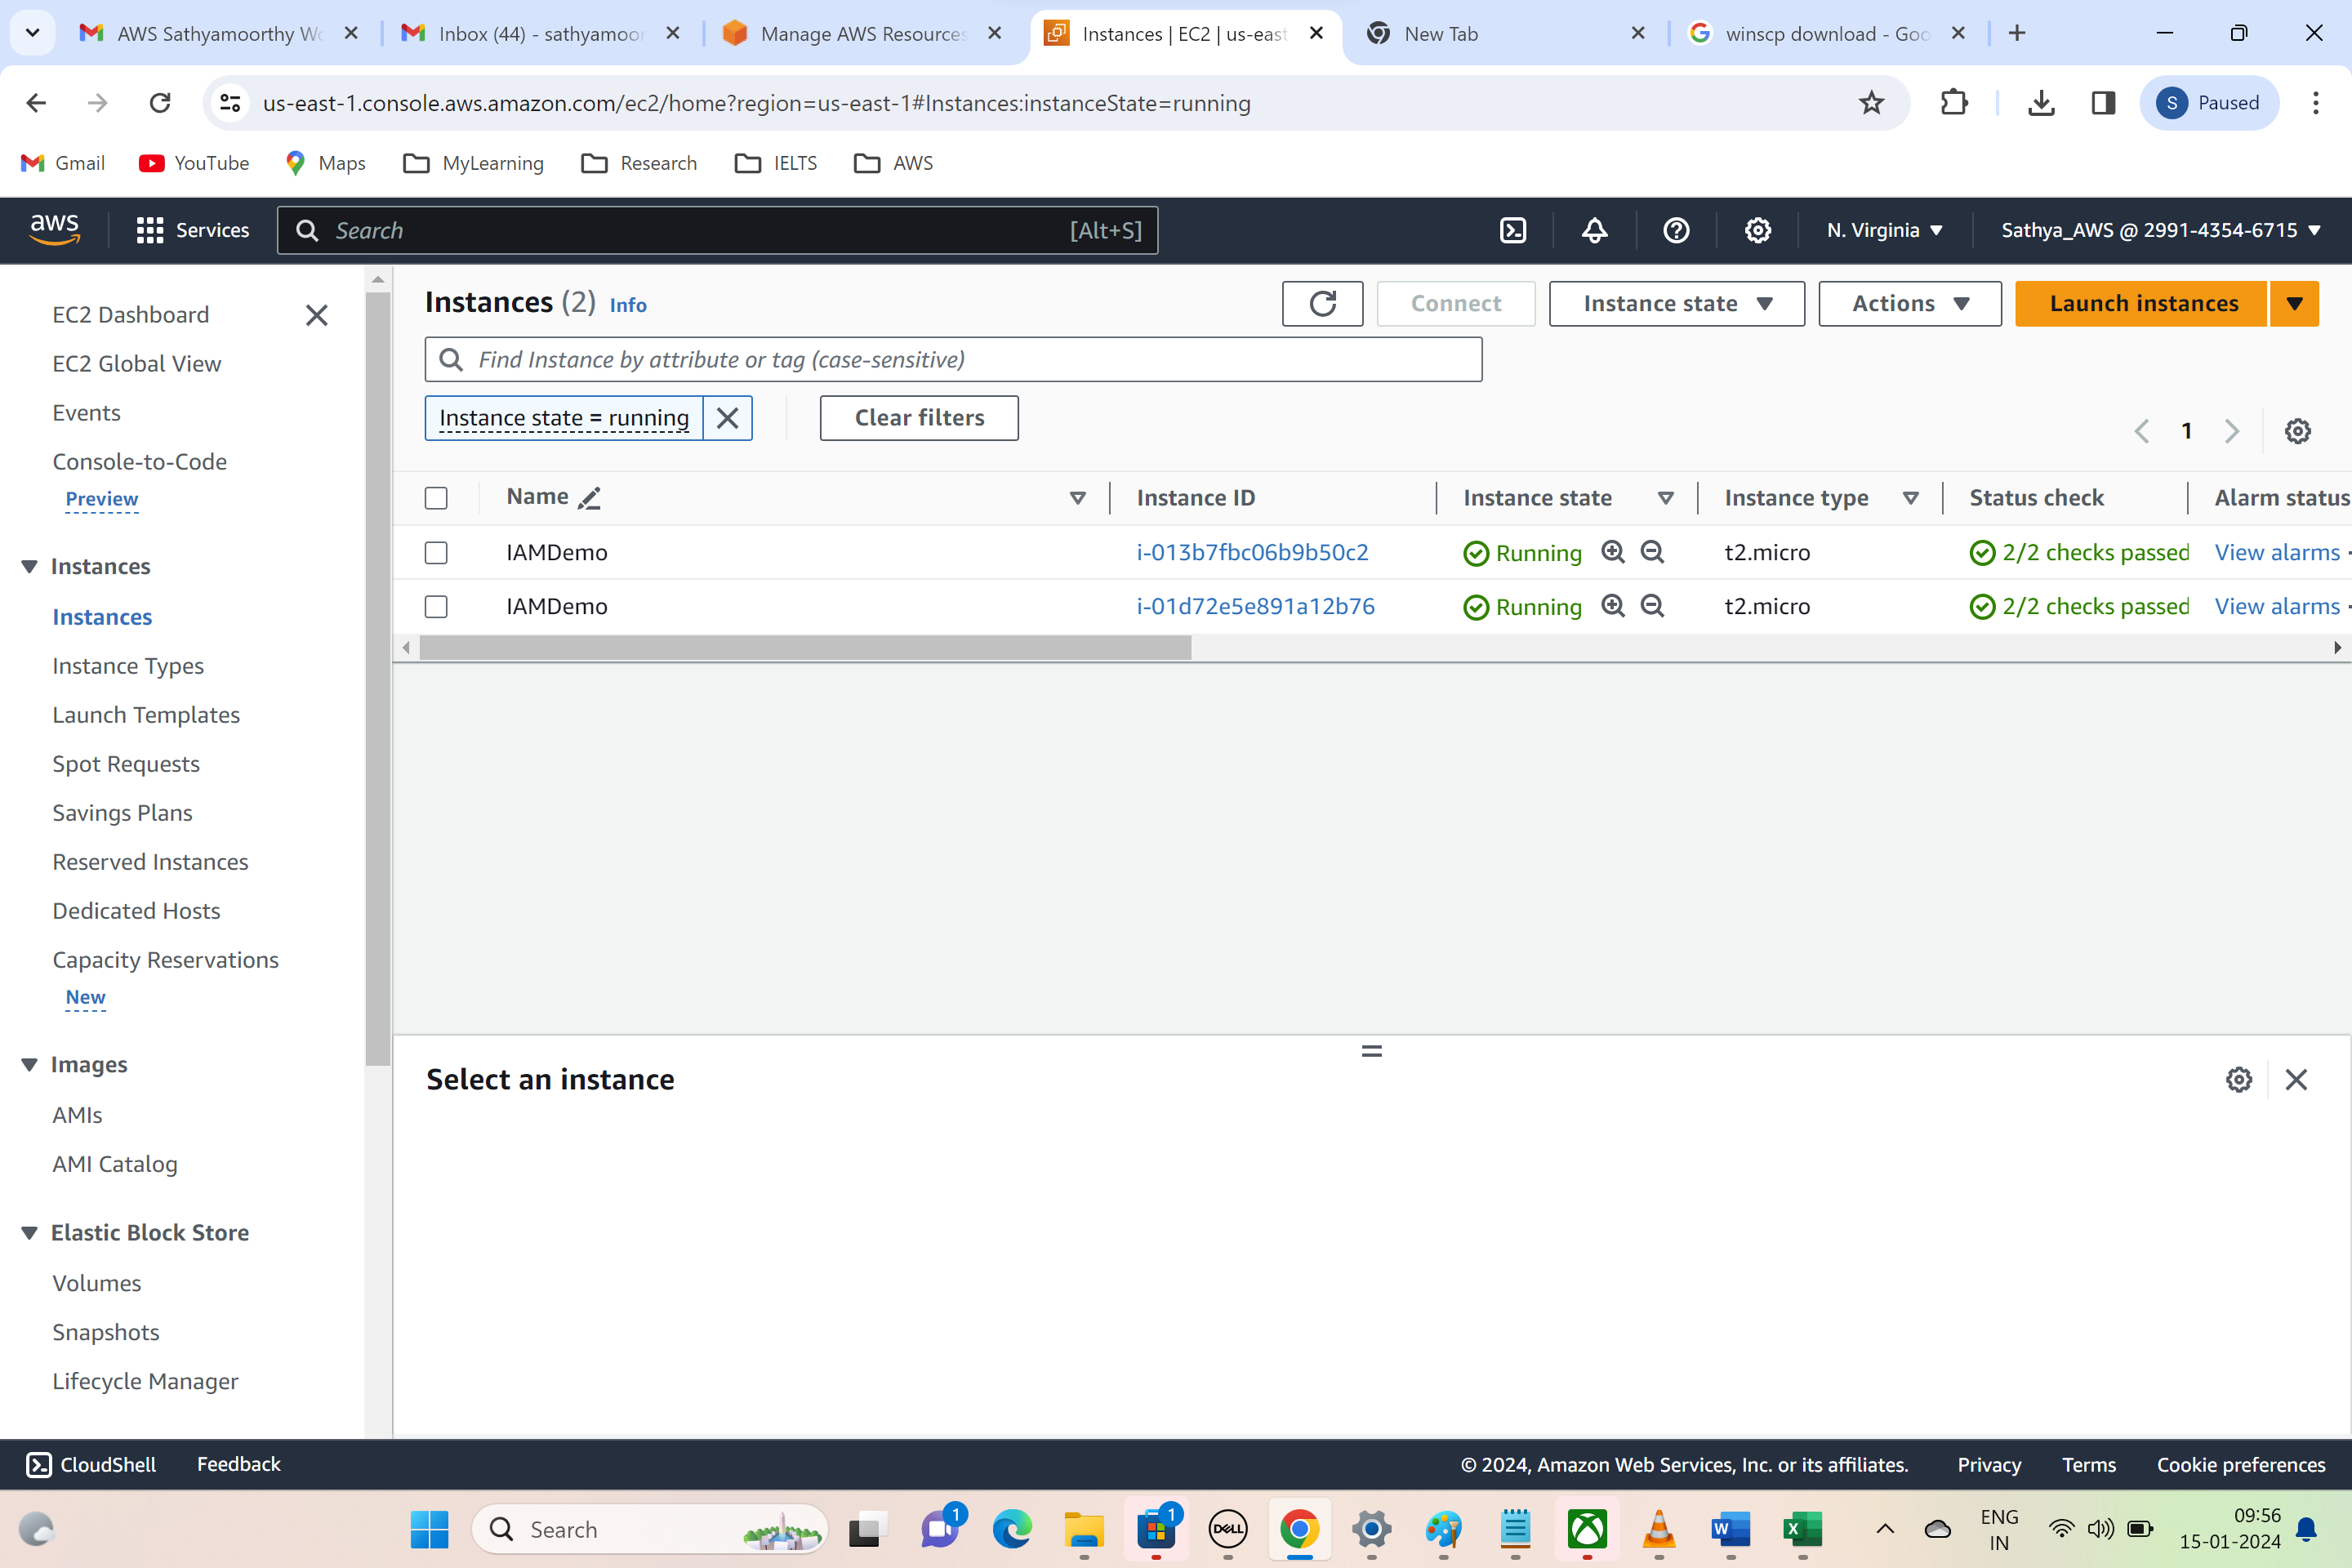 AWS Sathyamoorthy Wo
Inbox (44) - sathyamoor
Manage AWS Resources
Instances | EC2 | us-east
New Tab
winscp download - Goo
us-east-1.console.aws.amazon.com/ec2/home?region=us-east-1#Instances:instanceState=running
S Paused
Gmail YouTube Maps MyLearning Research IELTS AWS
aws Services Search [Alt+S] N. Virginia Sathya_AWS @ 2991-4354-6715
EC2 Dashboard
EC2 Global View
Events
Console-to-Code
Preview
Instances
Instances
Instance Types
Launch Templates
Spot Requests
Savings Plans
Reserved Instances
Dedicated Hosts
Capacity Reservations
New
Images
AMIs
AMI Catalog
Elastic Block Store
Volumes
Snapshots
Lifecycle Manager
Instances (2) Info Connect Instance state Actions Launch instances
Find Instance by attribute or tag (case-sensitive)
Instance state = running Clear filters
1
Name Instance ID Instance state Instance type Status check Alarm status
IAMDemo i-013b7fbc06b9b50c2 Running t2.micro 2/2 checks passed View alarms
IAMDemo i-01d72e5e891a12b76 Running t2.micro 2/2 checks passed View alarms
Select an instance
CloudShell Feedback © 2024, Amazon Web Services, Inc. or its affiliates. Privacy Terms Cookie preferences
Search 1 1 DELL W X ENG
IN
09:56
15-01-2024